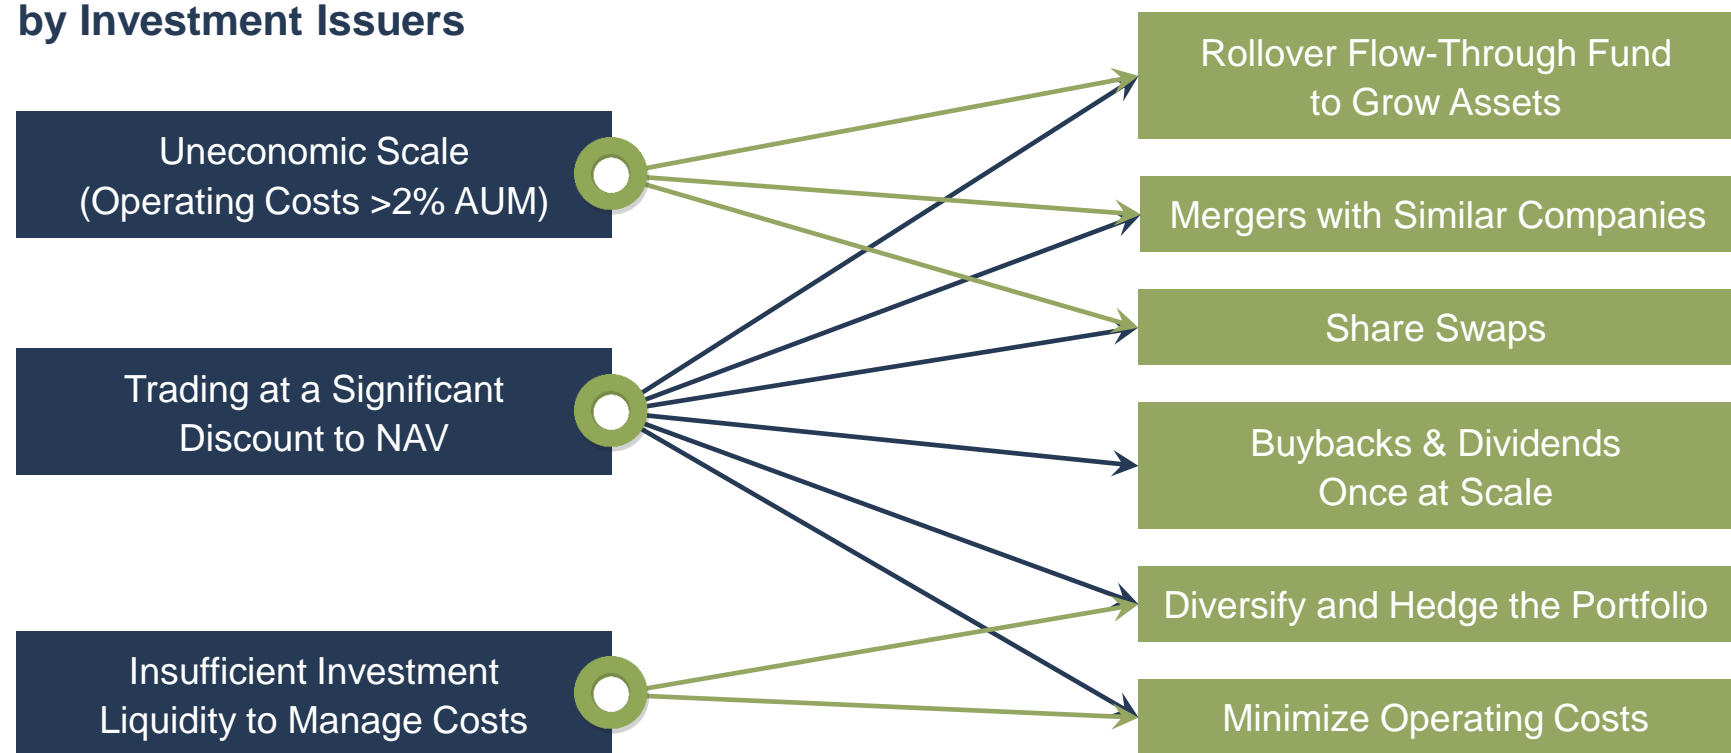 by Investment Issuers
Uneconomic Scale
(Operating Costs >2% AUM)
Trading at a Significant
Discount to NAV
Insufficient Investment
Liquidity to Manage Costs
Rollover Flow-Through Fund
to Grow Assets
Mergers with Similar Companies
Share Swaps
Buybacks & Dividends
Once at Scale
Diversify and Hedge the Portfolio
Minimize Operating Costs